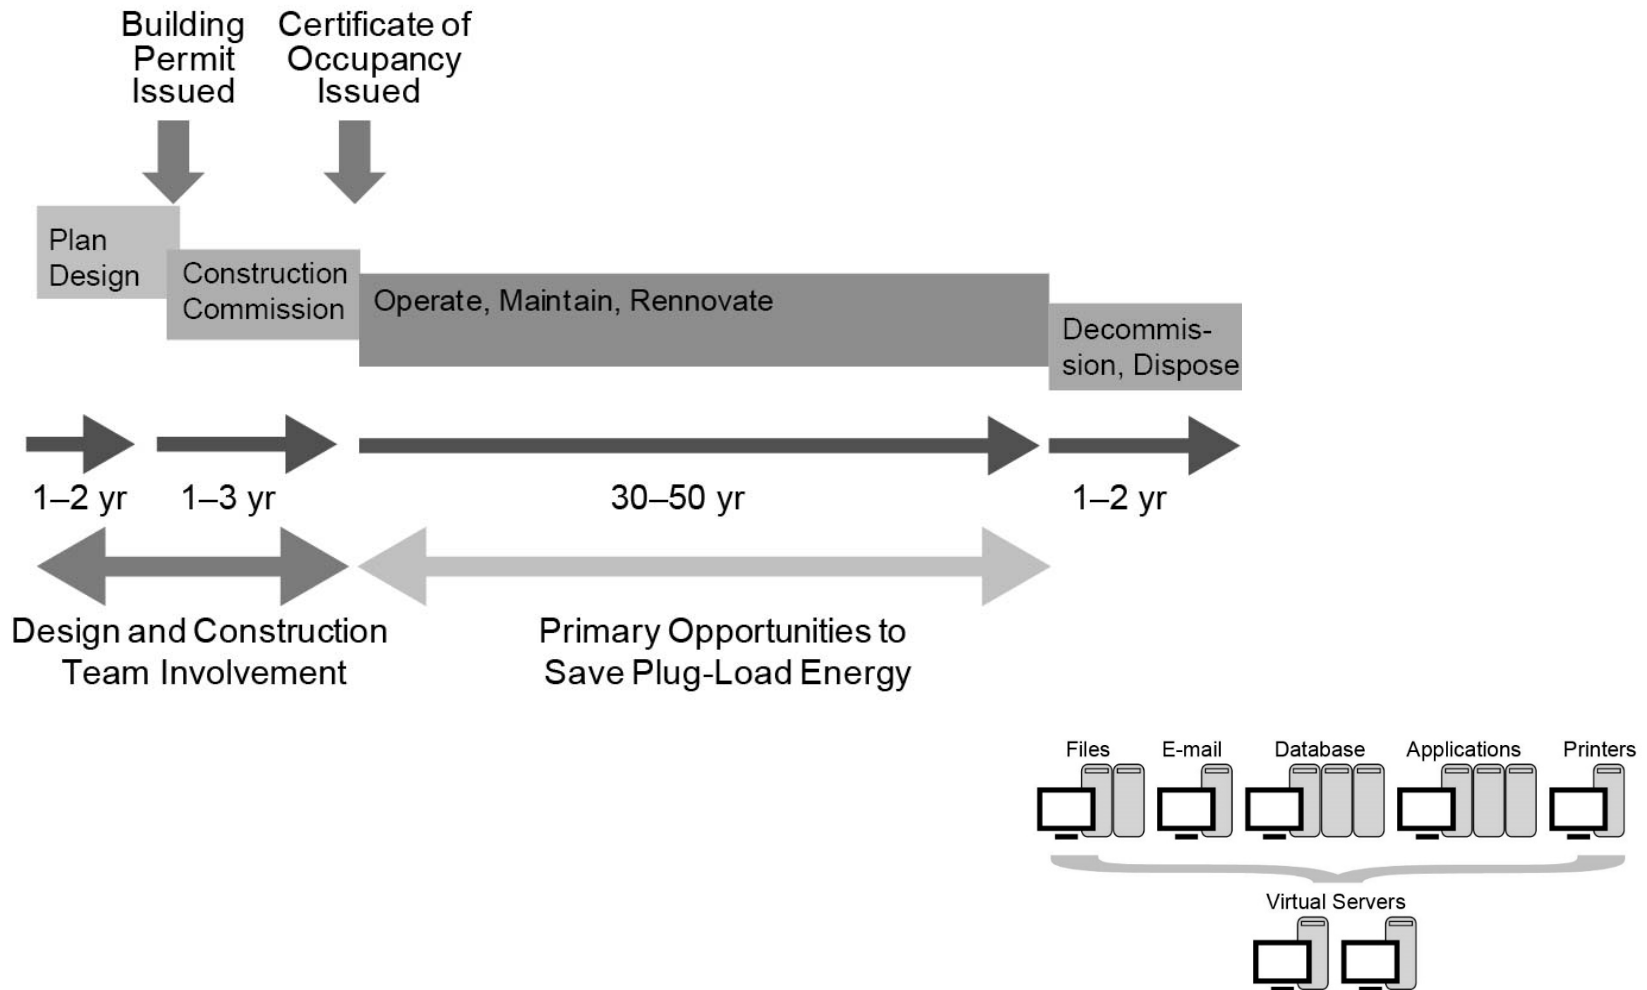 Building
Permit
Issued
Certificate of
Occupancy
Issued
Plan
Design
Construction
Commission
Operate, Maintain, Rennovate
Decommis-
sion, Dispose
1–2 yr
1–3 yr
30–50 yr
1–2 yr
Design and Construction
Team Involvement
Primary Opportunities to
Save Plug-Load Energy
Files
E-mail
Database
Applications
Printers
Virtual Servers